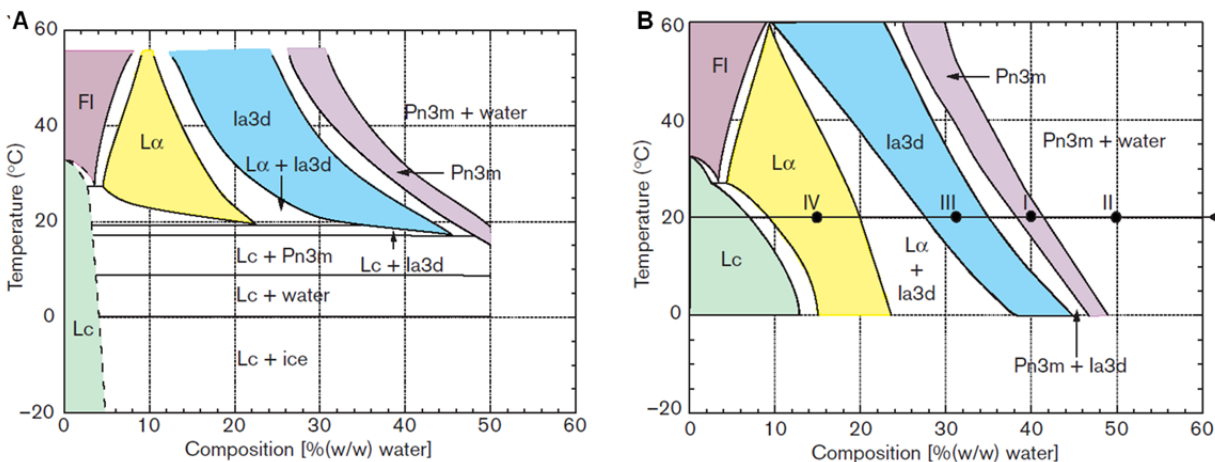 A
60
40
20
0
−20
Temperature (°C)
Fl
Lα
Ia3d
Lα + Ia3d
Pn3m + water
Pn3m
Lc + Pn3m
Lc + Ia3d
Lc + water
Lc
Lc + ice
0 10 20 30 40 50 60
Composition [%(w/w) water]
B
60
40
20
0
−20
Temperature (°C)
Fl
Pn3m
Lα
Ia3d
Pn3m + water
IV
III
I
II
Lc
Lα
+
Ia3d
Pn3m + Ia3d
0 10 20 30 40 50 60
Composition [%(w/w) water]